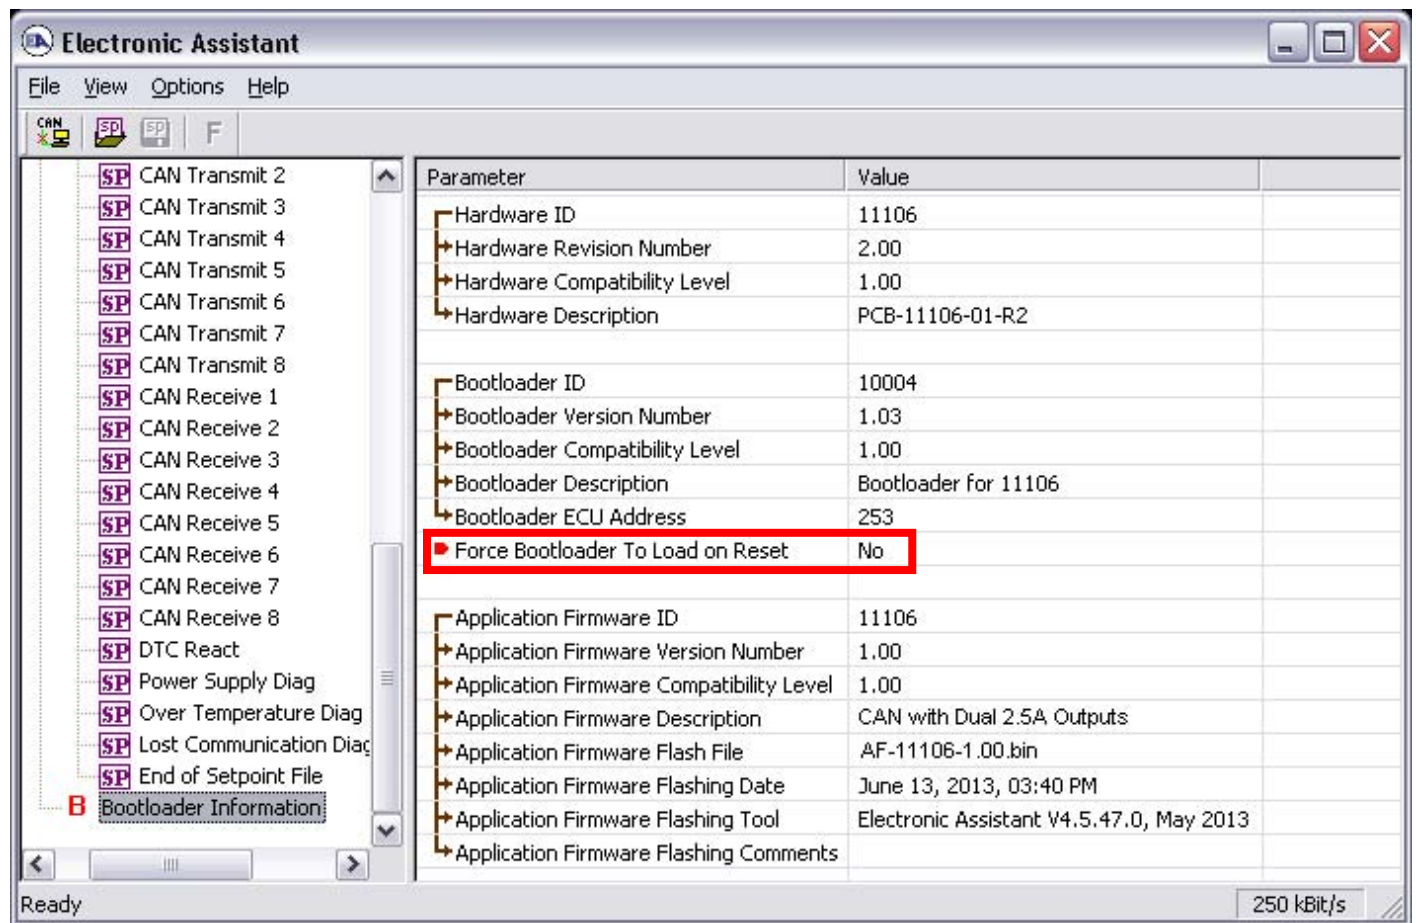 Electronic Assistant
File View Options Help
CAN SP SP F
SP CAN Transmit 2
SP CAN Transmit 3
SP CAN Transmit 4
SP CAN Transmit 5
SP CAN Transmit 6
SP CAN Transmit 7
SP CAN Transmit 8
SP CAN Receive 1
SP CAN Receive 2
SP CAN Receive 3
SP CAN Receive 4
SP CAN Receive 5
SP CAN Receive 6
SP CAN Receive 7
SP CAN Receive 8
SP DTC React
SP Power Supply Diag
SP Over Temperature Diag
SP Lost Communication Diag
SP End of Setpoint File
B Bootloader Information
Parameter Value
Hardware ID 11106
Hardware Revision Number 2.00
Hardware Compatibility Level 1.00
Hardware Description PCB-11106-01-R2
Bootloader ID 10004
Bootloader Version Number 1.03
Bootloader Compatibility Level 1.00
Bootloader Description Bootloader for 11106
Bootloader ECU Address 253
Force Bootloader To Load on Reset No
Application Firmware ID 11106
Application Firmware Version Number 1.00
Application Firmware Compatibility Level 1.00
Application Firmware Description CAN with Dual 2.5A Outputs
Application Firmware Flash File AF-11106-1.00.bin
Application Firmware Flashing Date June 13, 2013, 03:40 PM
Application Firmware Flashing Tool Electronic Assistant V4.5.47.0, May 2013
Application Firmware Flashing Comments
Ready 250 kBit/s